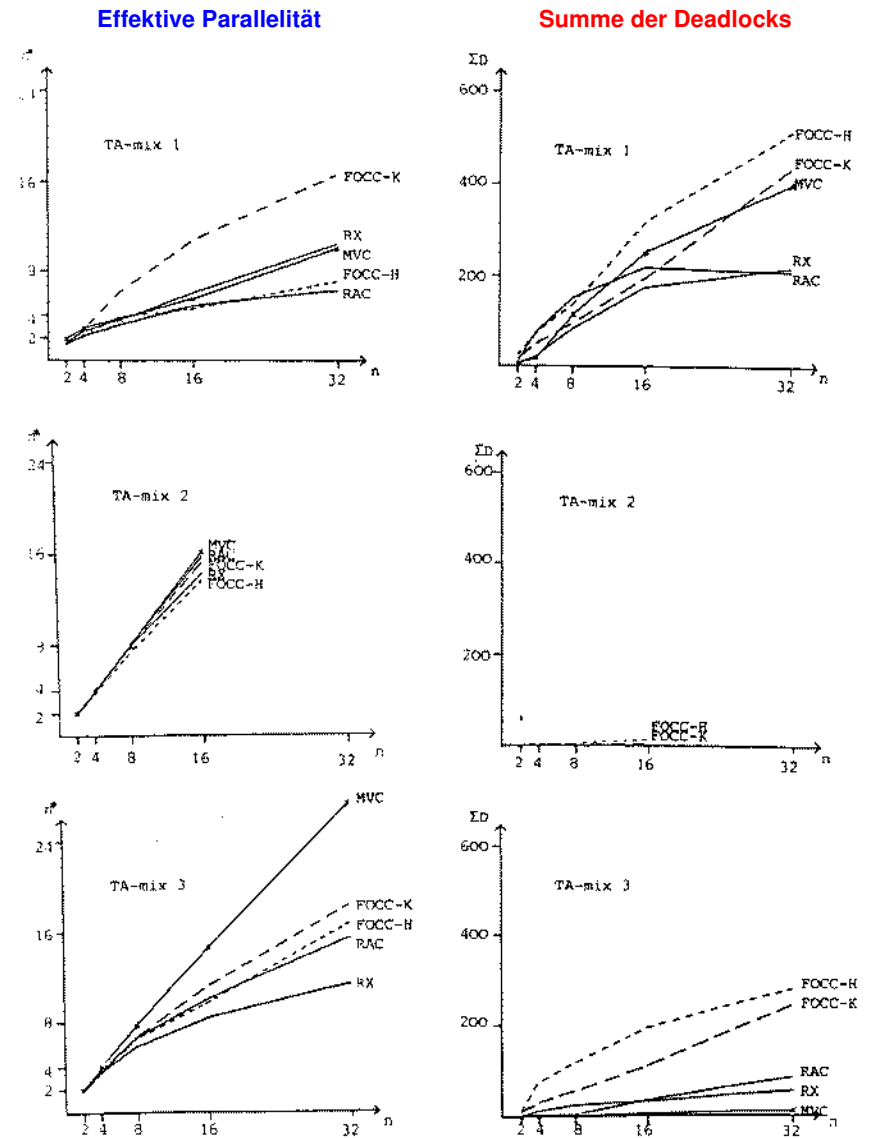 Effektive Parallelität
Summe der Deadlocks
n*
24
16
8
4
2
TA-mix 1
FOCC-K
RX
MVC
FOCC-H
RAC
2 4 8 16 32 n
ΣD
600
400
200
TA-mix 1
FOCC-H
FOCC-K
MVC
RX
RAC
2 4 8 16 32 n
n*
24
16
8
4
2
TA-mix 2
MVC
RAC
FOCC-K
RX
FOCC-H
2 4 8 16 32 n
ΣD
600
400
200
TA-mix 2
FOCC-H
FOCC-K
2 4 8 16 32 n
n*
24
16
8
4
2
TA-mix 3
MVC
FOCC-K
FOCC-H
RAC
RX
2 4 8 16 32 n
ΣD
600
400
200
TA-mix 3
FOCC-H
FOCC-K
RAC
RX
MVC
2 4 8 16 32 n